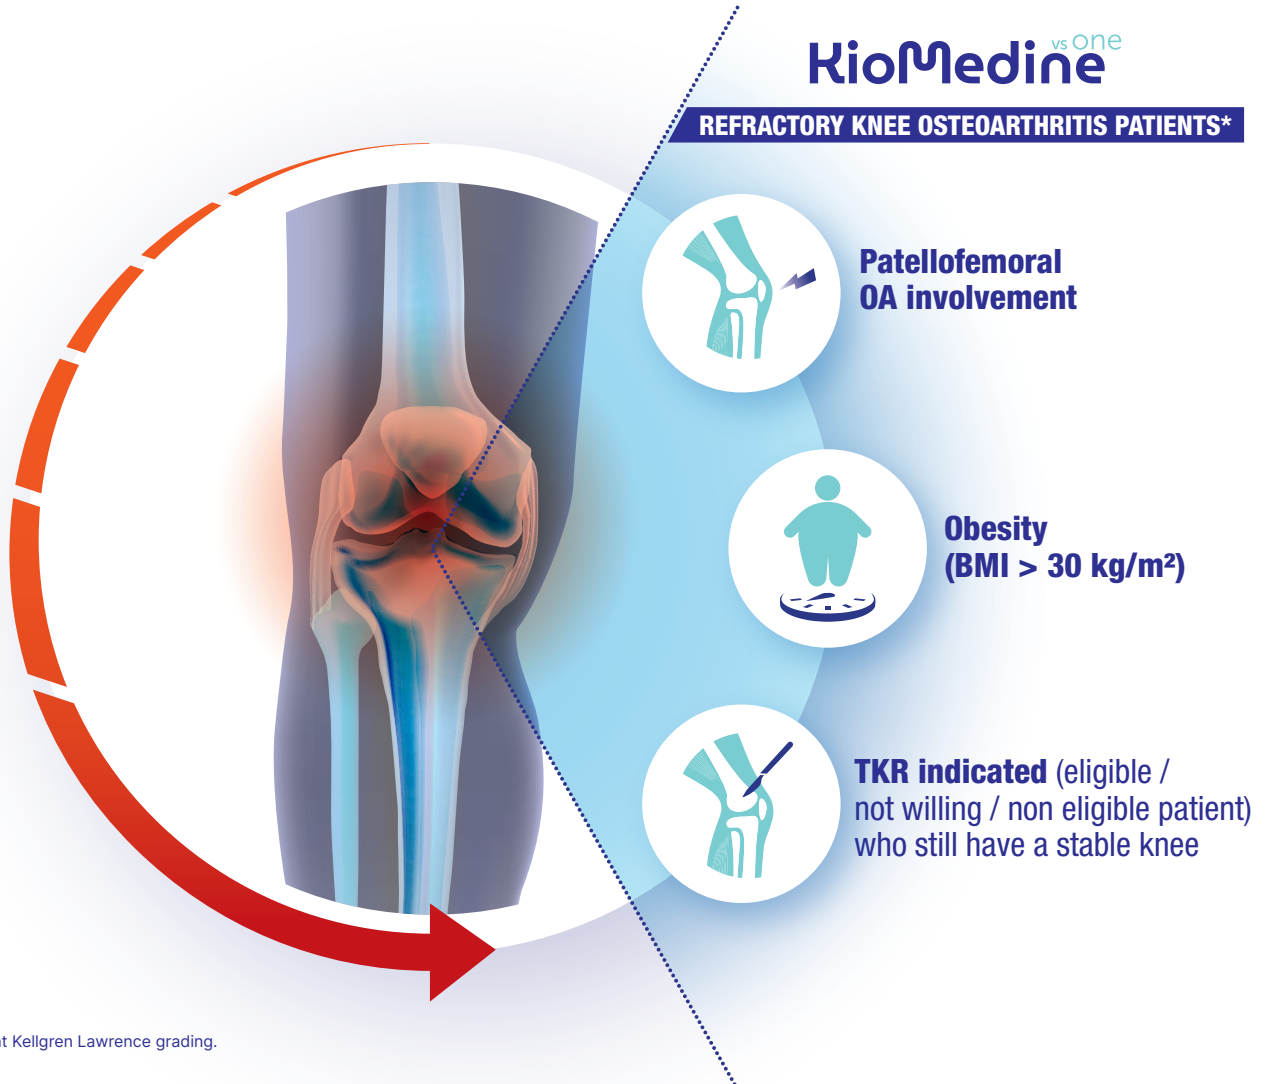 KioMedine vs one
REFRACTORY KNEE OSTEOARTHRITIS PATIENTS*
Patellofemoral
OA involvement
Obesity
(BMI > 30 kg/m²)
TKR indicated (eligible /
not willing / non eligible patient)
who still have a stable knee
Kellgren Lawrence grading.